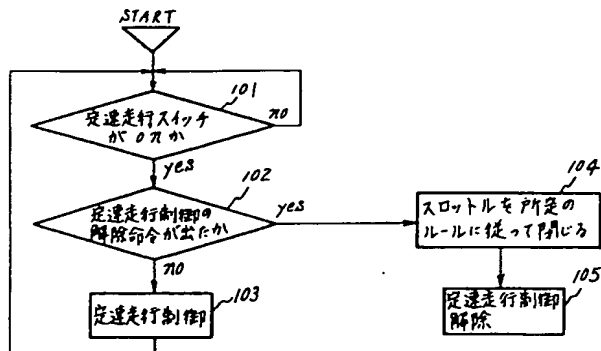 START
101
定速走行スイッチ
がonか
no
yes
102
定速走行制御の
解除命令が出たか
yes
no
103
定速走行制御
104
スロットルを所定の
ルールに従って閉じる
105
定速走行制御
解除